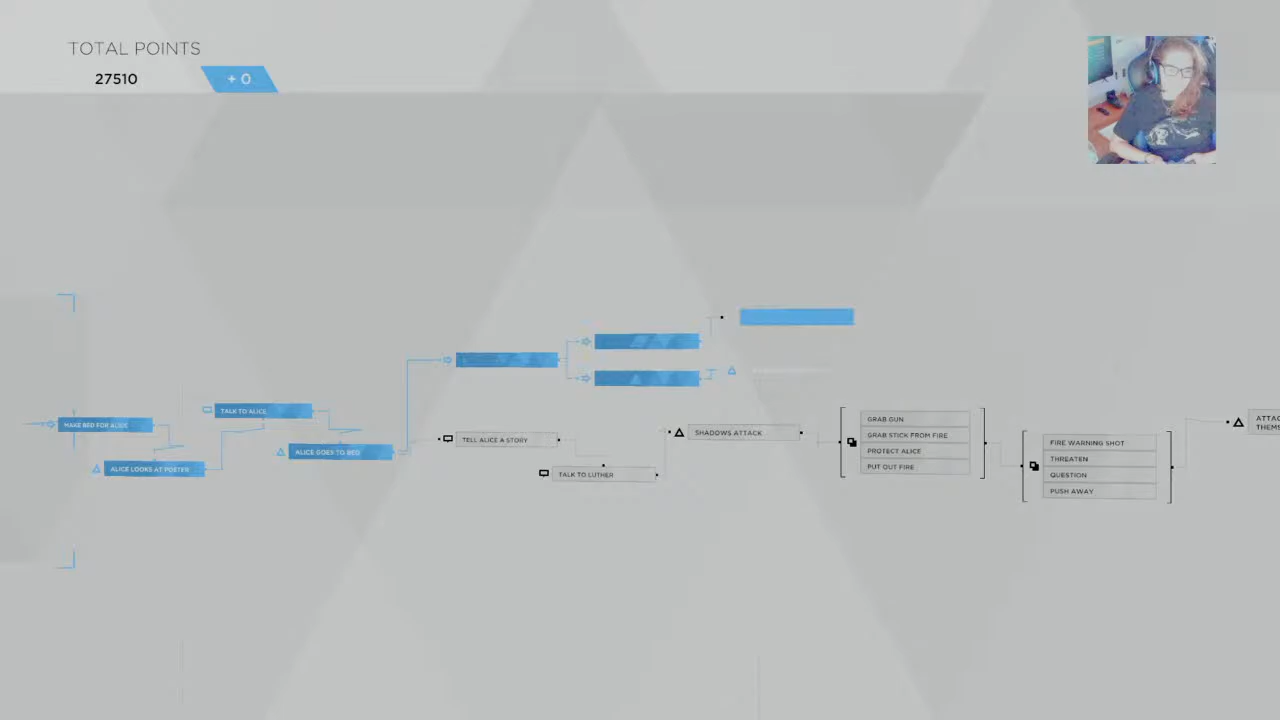 TOTAL POINTS
27510
+ 0
MAKE BED FOR ALICE
ALICE LOOKS AT POSTER
TALK TO ALICE
ALICE GOES TO BED
TELL ALICE A STORY
TALK TO LUTHER
SHADOWS ATTACK
GRAB GUN
GRAB STICK FROM FIRE
PROTECT ALICE
PUT OUT FIRE
FIRE WARNING SHOT
THREATEN
QUESTION
PUSH AWAY
ATTAC
THEMS